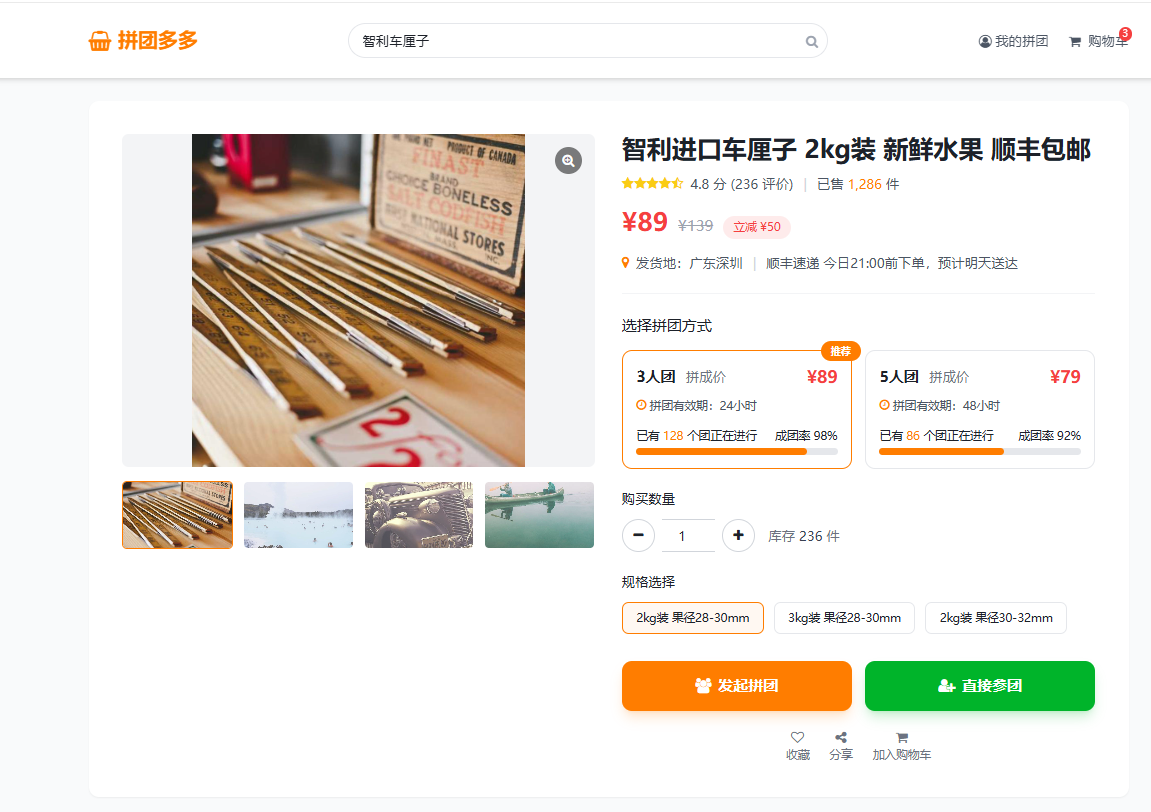 拼团多多
智利车厘子
我的拼团
购物车
3
PRODUCT OF CANADA
FINAST
BRAND
CHOICE BONELESS
SALT CODFISH
NATIONAL STORES
INC.
智利进口车厘子 2kg装 新鲜水果 顺丰包邮
4.8 分 (236 评价) | 已售 1,286 件
¥89 ¥139 立减 ¥50
发货地：广东深圳 | 顺丰速递 今日21:00前下单，预计明天送达
选择拼团方式
推荐
3人团 拼成价 ¥89
拼团有效期：24小时
已有 128 个团正在进行 成团率 98%
5人团 拼成价 ¥79
拼团有效期：48小时
已有 86 个团正在进行 成团率 92%
购买数量
1 库存 236 件
规格选择
2kg装 果径28-30mm
3kg装 果径28-30mm
2kg装 果径30-32mm
发起拼团
直接参团
收藏
分享
加入购物车